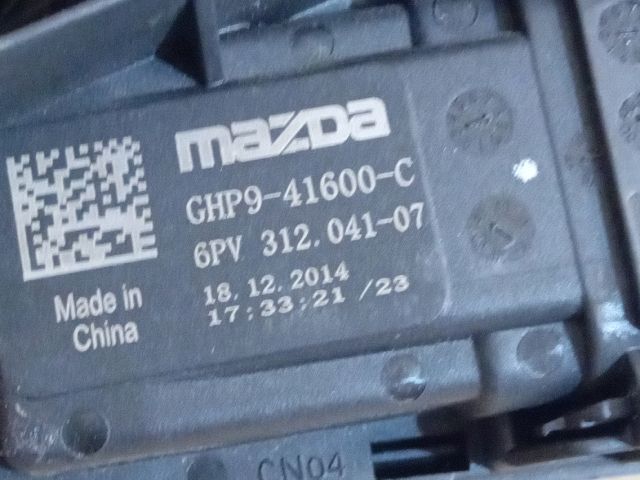 mazda
GHP9-41600-C
6PV 312.041-07
18.12.2014
17:33:21 /23
Made in
China
CN04